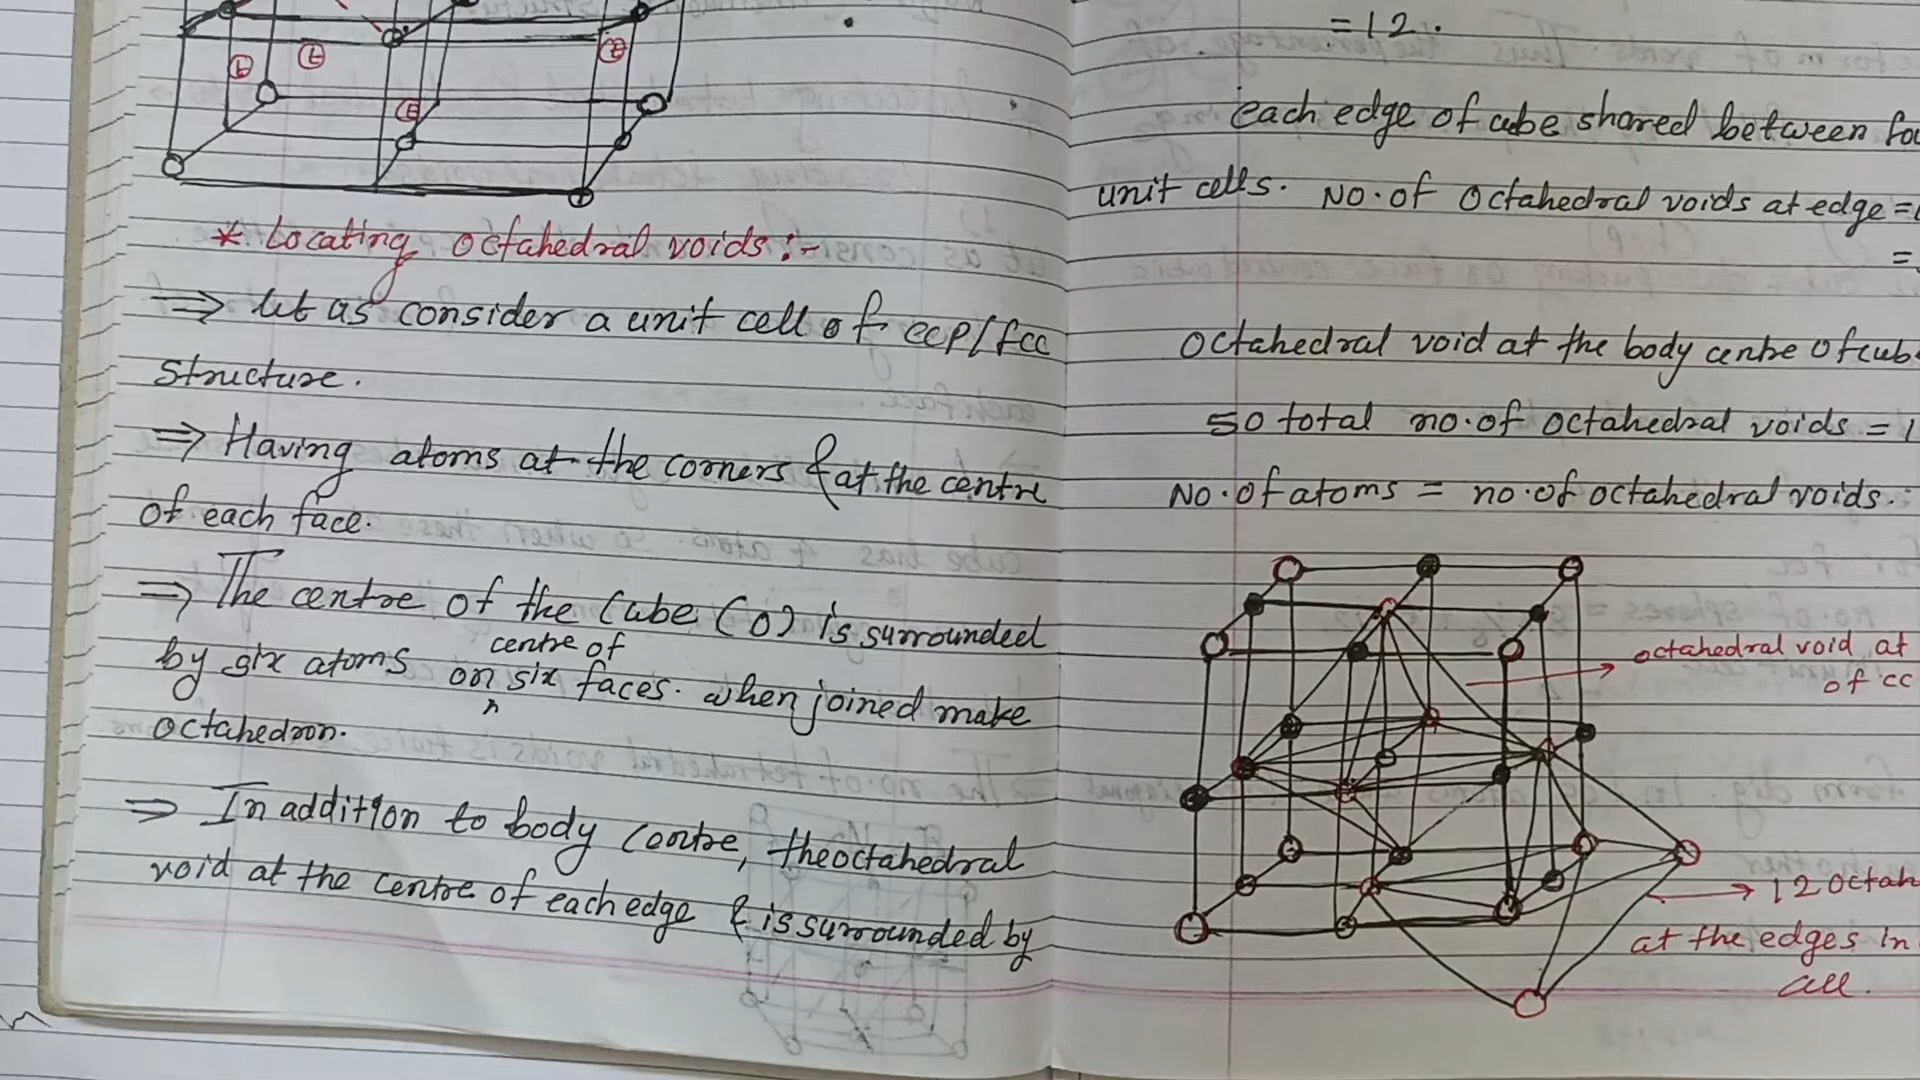 * Locating octahedral voids :-
⇒ let us consider a unit cell of ccp/fcc
structure.
⇒ Having atoms at the corners & at the centre
of each face.
⇒ The centre of the Cube (O) is surrounded
centre of
by six atoms on six faces. when joined make
octahedron.
⇒ In addition to body centre, the octahedral
void at the centre of each edge & is surrounded by
= 12.
each edge of cube shared between
unit cells. No. of octahedral voids at edge =
=
octahedral void at the body centre of cub
so total no. of octahedral voids =
No. of atoms = no. of octahedral voids.
octahedral void at
of cc
12 octah
at the edges in
cell.